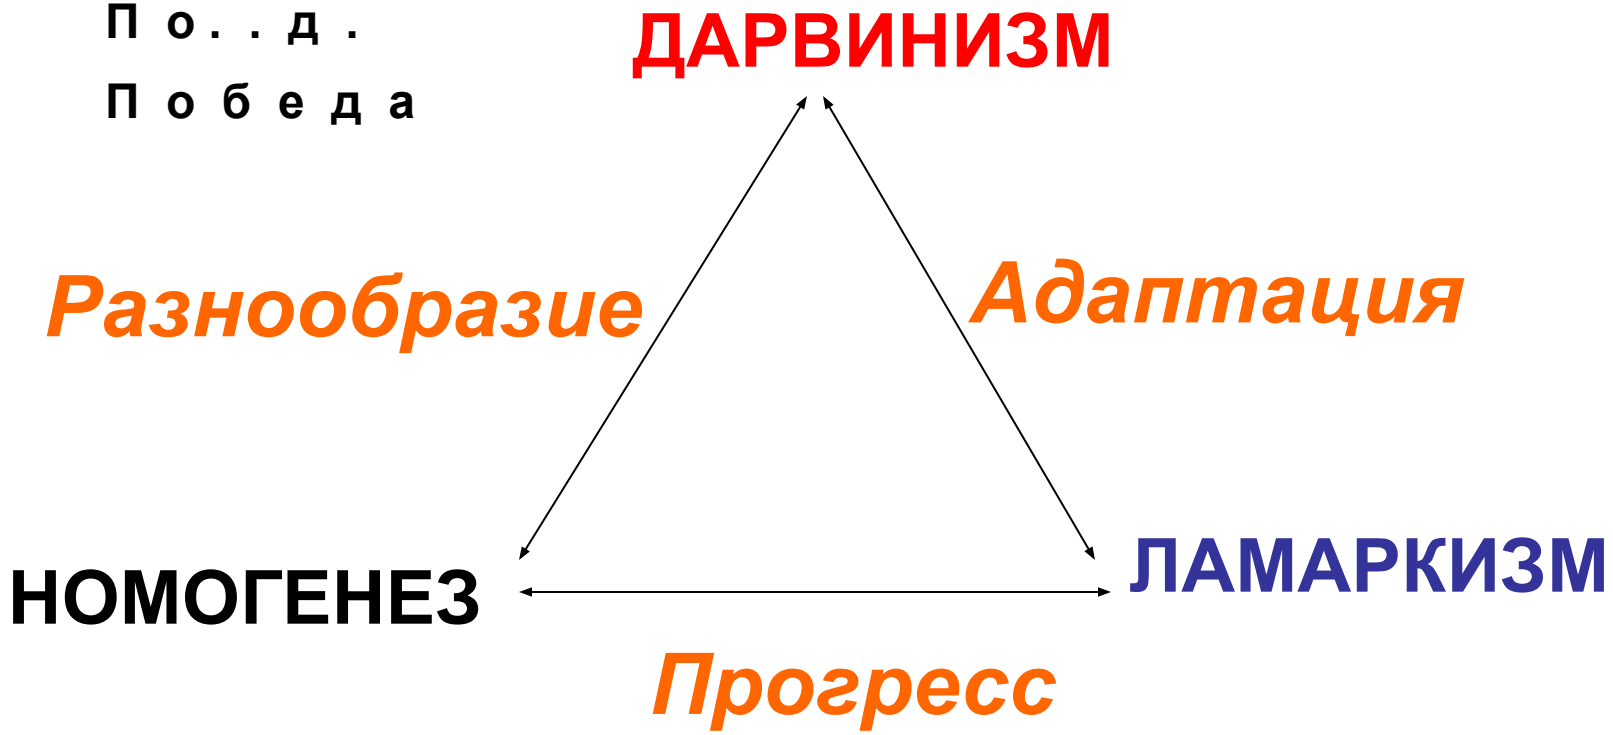 П о . . д .
П о б е д а
ДАРВИНИЗМ
Разнообразие
Адаптация
НОМОГЕНЕЗ
ЛАМАРКИЗМ
Прогресс